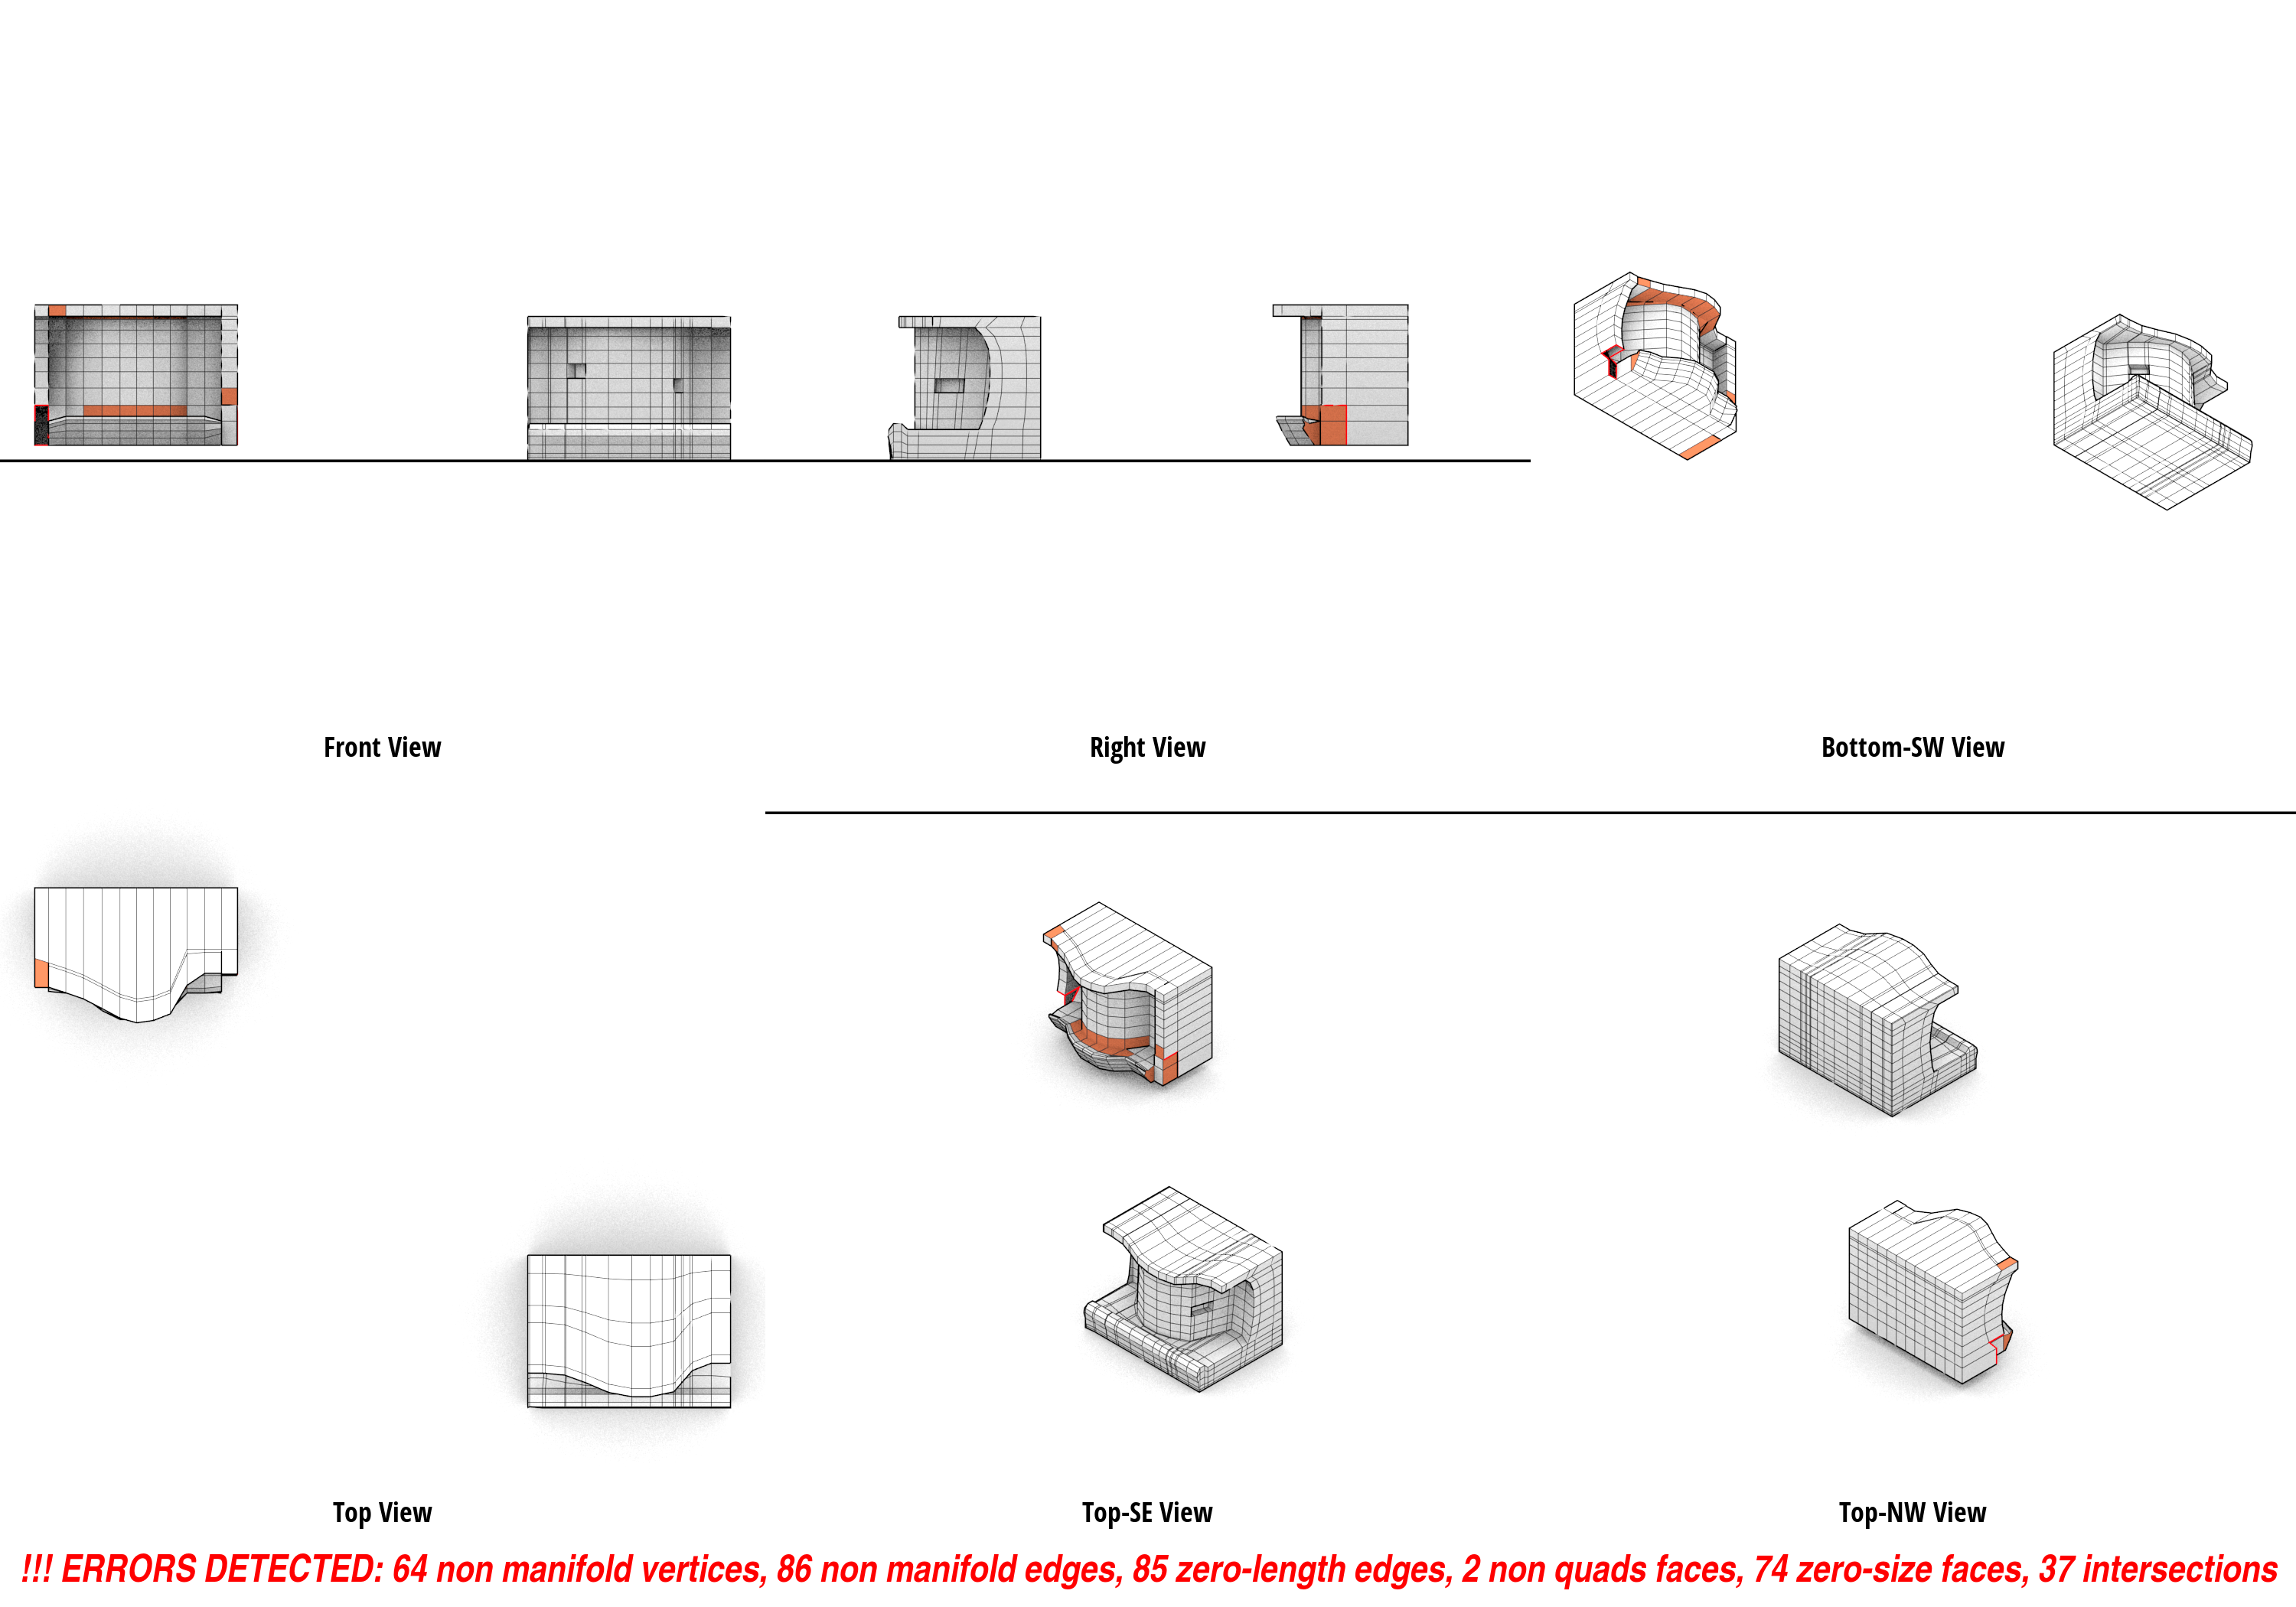 Front View
Right View
Bottom-SW View
Top View
Top-SE View
Top-NW View
!!! ERRORS DETECTED: 64 non manifold vertices, 86 non manifold edges, 85 zero-length edges, 2 non quads faces, 74 zero-size faces, 37 intersections